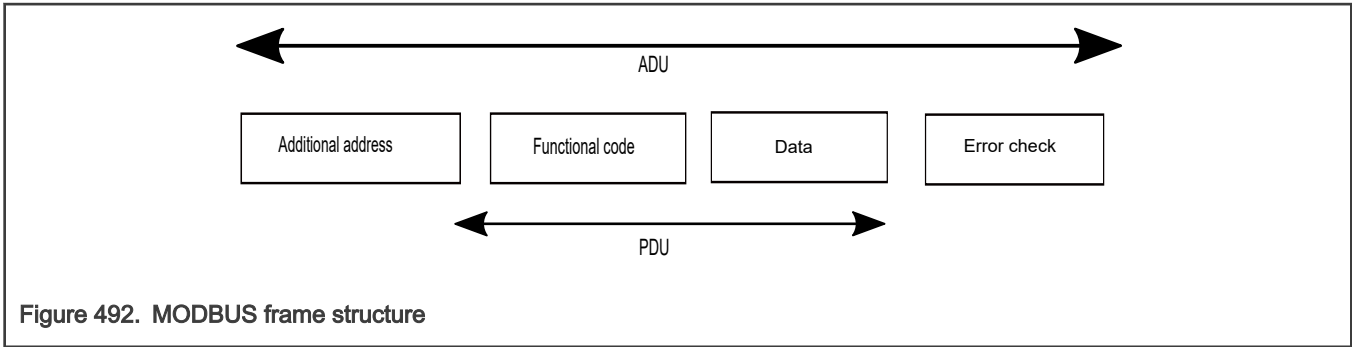 ADU
Additional address
Functional code
Data
Error check
PDU
Figure 492. MODBUS frame structure